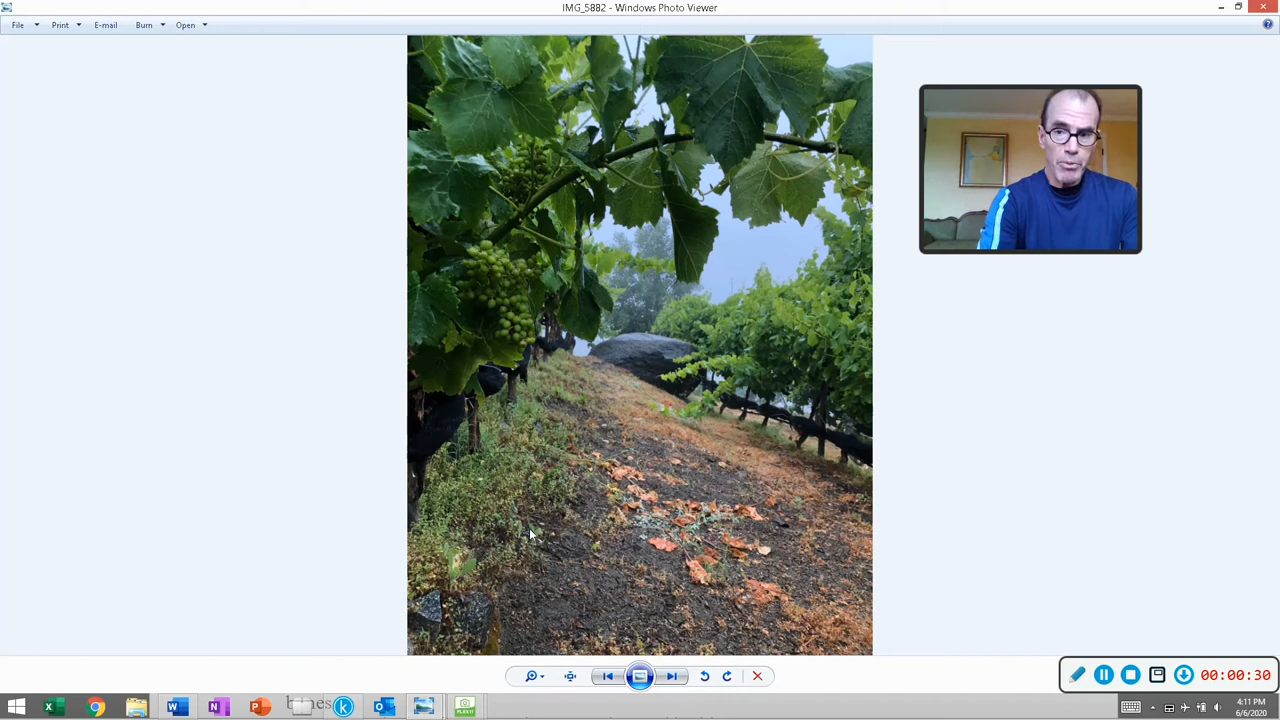 IMG_5882 - Windows Photo Viewer
File Print E-mail Burn Open
00:00:30
4:11 PM
6/6/2020